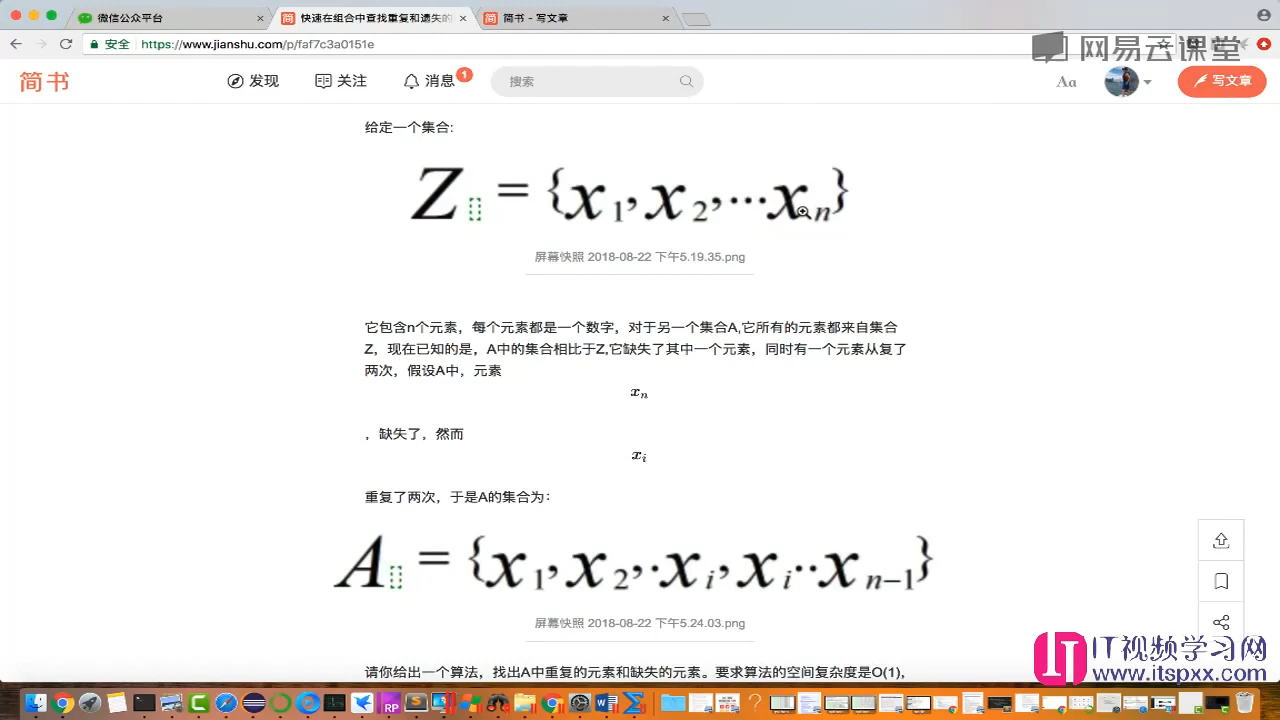 微信公众平台
快速在组合中查找重复和遗失的
简书 - 写文章
安全 https://www.jianshu.com/p/faf7c3a0151e
网易云课堂
简书 发现 关注 消息 1 搜索 Aa 写文章
给定一个集合:
Z = {x1, x2, ···xn}
屏幕快照 2018-08-22 下午5.19.35.png
它包含n个元素，每个元素都是一个数字，对于另一个集合A,它所有的元素都来自集合
Z，现在已知的是，A中的集合相比于Z,它缺失了其中一个元素，同时有一个元素从复了
两次，假设A中，元素
xn
，缺失了，然而
xi
重复了两次，于是A的集合为：
A = {x1, x2, ·xi, xi··xn−1}
屏幕快照 2018-08-22 下午5.24.03.png
请你给出一个算法，找出A中重复的元素和缺失的元素。要求算法的空间复杂度是O(1),
IT视频学习网
www.itspxx.com